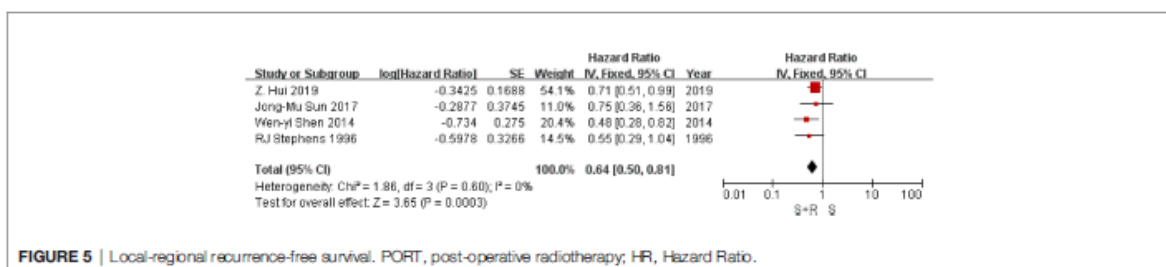 Hazard Ratio Hazard Ratio
Study or Subgroup log[Hazard Ratio] SE Weight IV, Fixed, 95% CI Year IV, Fixed, 95% CI
Z. Hui 2019 -0.3425 0.1688 54.1% 0.71 [0.51, 0.99] 2019
Jong-Mu Sun 2017 -0.2877 0.3745 11.0% 0.75 [0.36, 1.56] 2017
Wen-yi Shen 2014 -0.734 0.275 20.4% 0.48 [0.28, 0.82] 2014
RJ Stephens 1996 -0.5978 0.3266 14.5% 0.55 [0.29, 1.04] 1996
Total (95% CI) 100.0% 0.64 [0.50, 0.81]
Heterogeneity: Chi² = 1.86, df = 3 (P = 0.60); I² = 0%
Test for overall effect: Z = 3.65 (P = 0.0003)
0.01 0.1 1 10 100
S+R S
FIGURE 5 | Local-regional recurrence-free survival. PORT, post-operative radiotherapy; HR, Hazard Ratio.